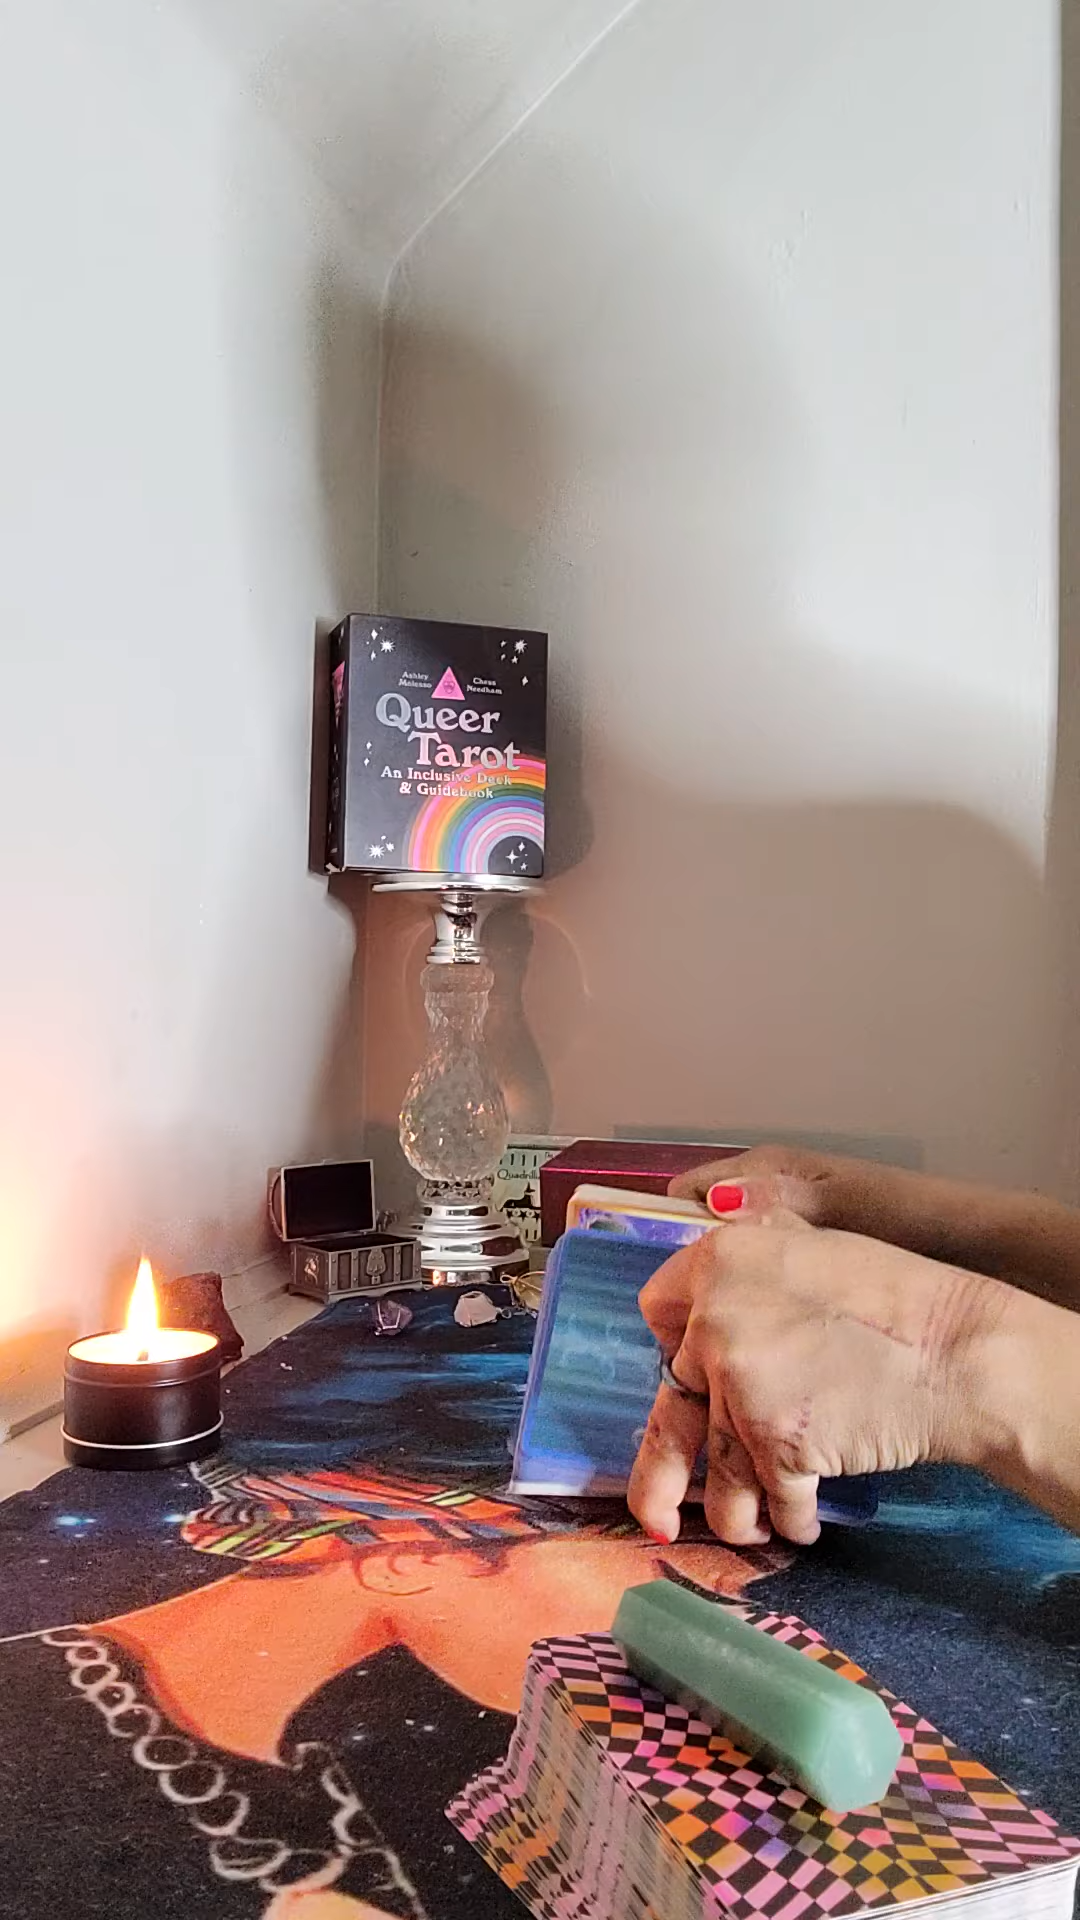 Ashley
Molesso
Chess
Needham
Queer
Tarot
An Inclusive Deck
& Guidebook